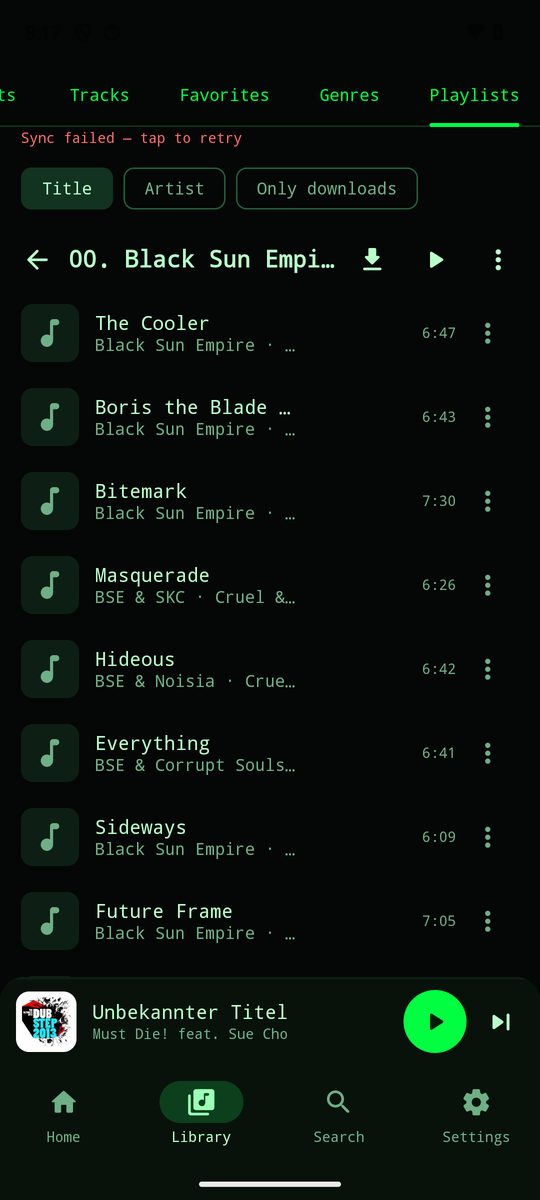 ts Tracks Favorites Genres Playlists
Sync failed – tap to retry
Title Artist Only downloads
00. Black Sun Empi…
The Cooler
Black Sun Empire · …
6:47
Boris the Blade …
Black Sun Empire · …
6:43
Bitemark
Black Sun Empire · …
7:30
Masquerade
BSE & SKC · Cruel &…
6:26
Hideous
BSE & Noisia · Crue…
6:42
Everything
BSE & Corrupt Souls…
6:41
Sideways
Black Sun Empire · …
6:09
Future Frame
Black Sun Empire · …
7:05
DUB
STEP
2013
Unbekannter Titel
Must Die! feat. Sue Cho
Home Library Search Settings